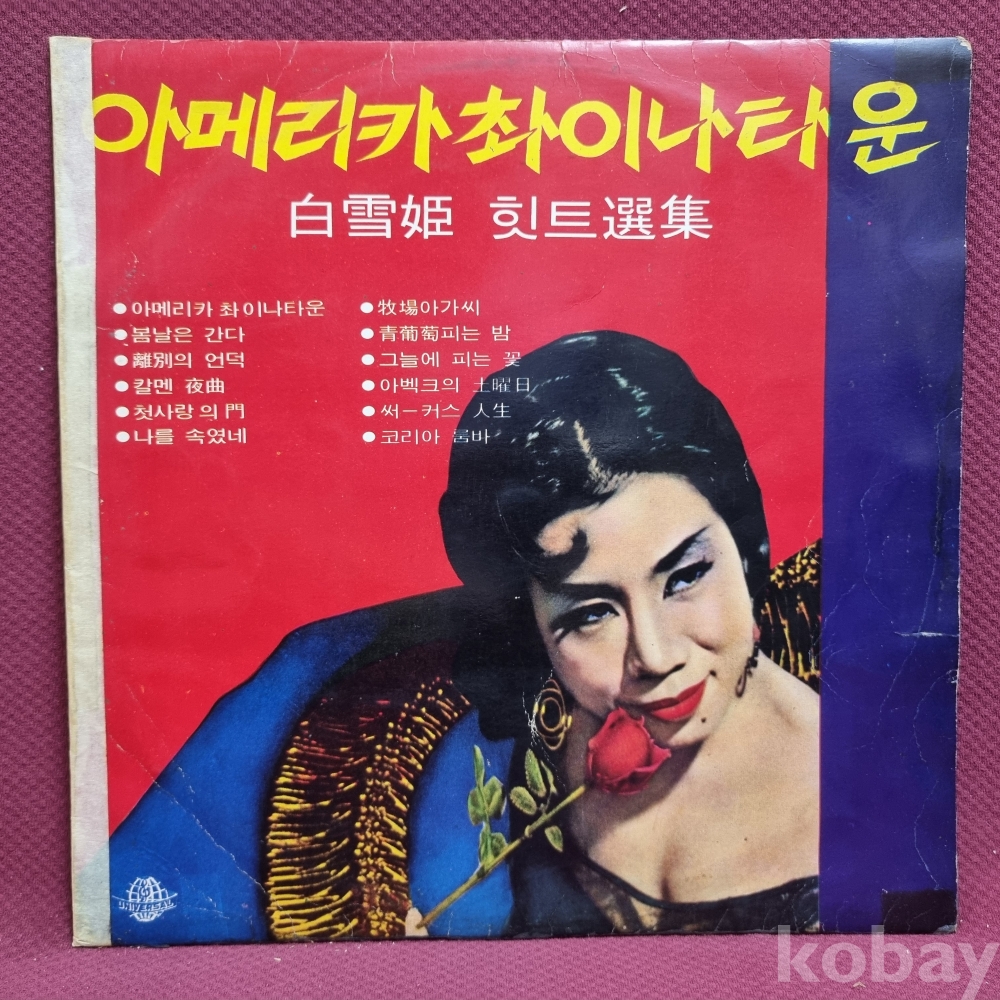 아메리카 촤이나타운
白雪姬 힛트選集
●아메리카 촤이나타운
●봄날은 간다
●離別의 언덕
●칼멘 夜曲
●첫사랑의 門
●나를 속였네
●牧場아가씨
●青葡萄피는 밤
●그늘에 피는 꽃
●아벡크의 土曜日
●써ー커스 人生
●코리아 룸바
UNIVERSAL
kobay